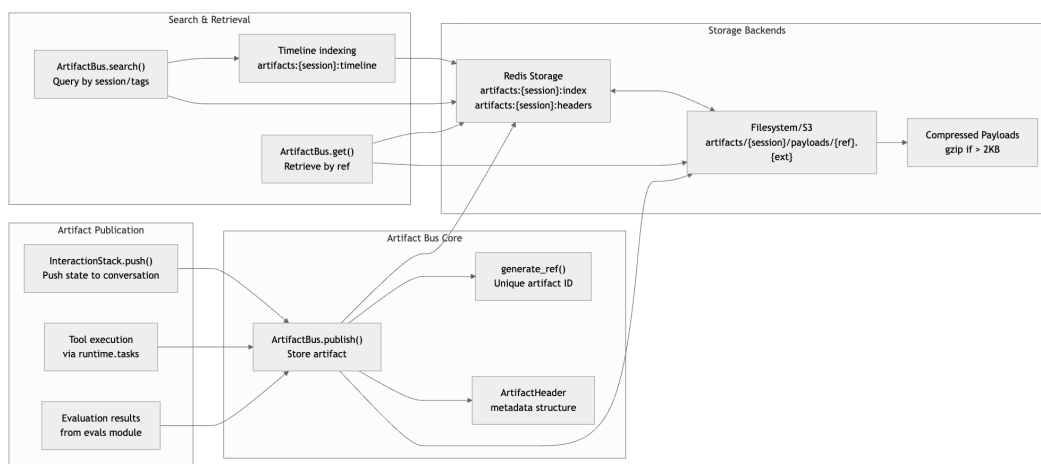 Search & Retrieval
ArtifactBus.search()
Query by session/tags
Timeline indexing
artifacts:{session}:timeline
ArtifactBus.get()
Retrieve by ref
Storage Backends
Redis Storage
artifacts:{session}:index
artifacts:{session}:headers
Filesystem/S3
artifacts/{session}/payloads/{ref}.
{ext}
Compressed Payloads
gzip if > 2KB
Artifact Publication
InteractionStack.push()
Push state to conversation
Tool execution
via runtime.tasks
Evaluation results
from evals module
Artifact Bus Core
ArtifactBus.publish()
Store artifact
generate_ref()
Unique artifact ID
ArtifactHeader
metadata structure